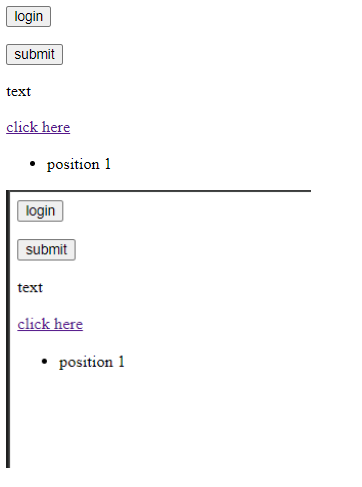 login
submit
text
click here
position 1
login
submit
text
click here
position 1